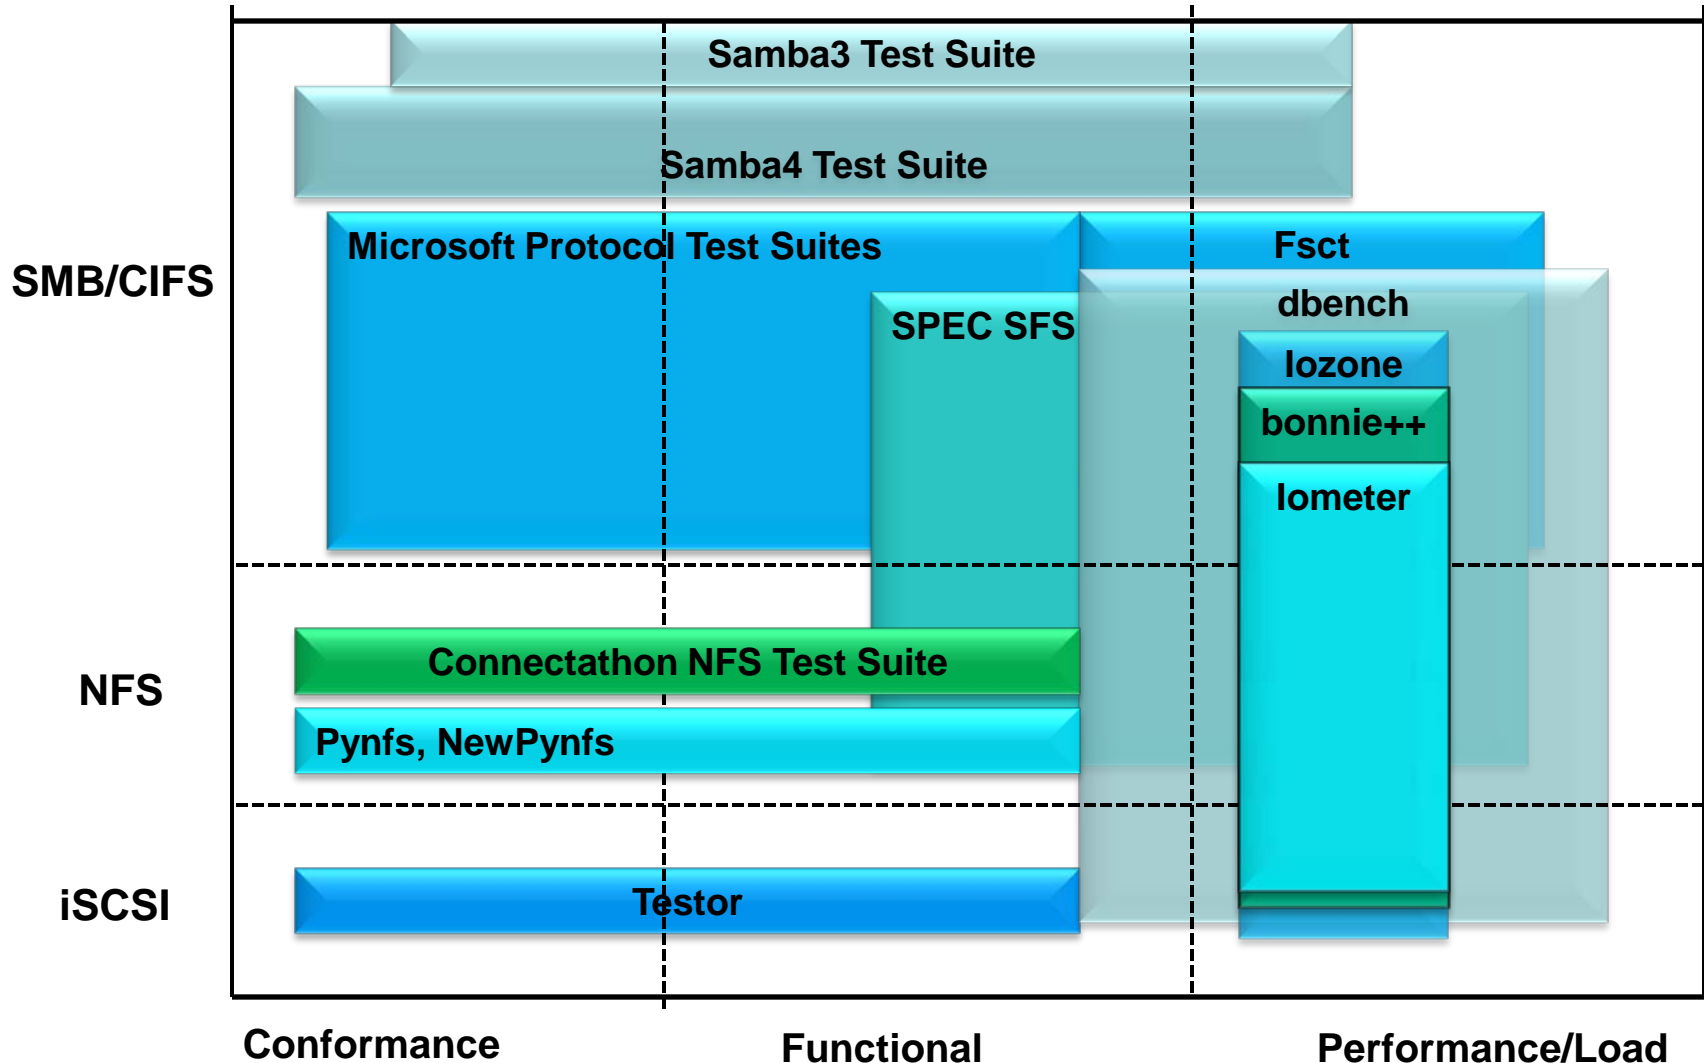 Samba3 Test Suite
Samba4 Test Suite
Microsoft Protocol Test Suites
Fsct
SMB/CIFS
dbench
SPEC SFS
Iozone
bonnie++
Iometer
Connectathon NFS Test Suite
NFS
Pynfs, NewPynfs
iSCSI
Testor
Conformance
Functional
Performance/Load